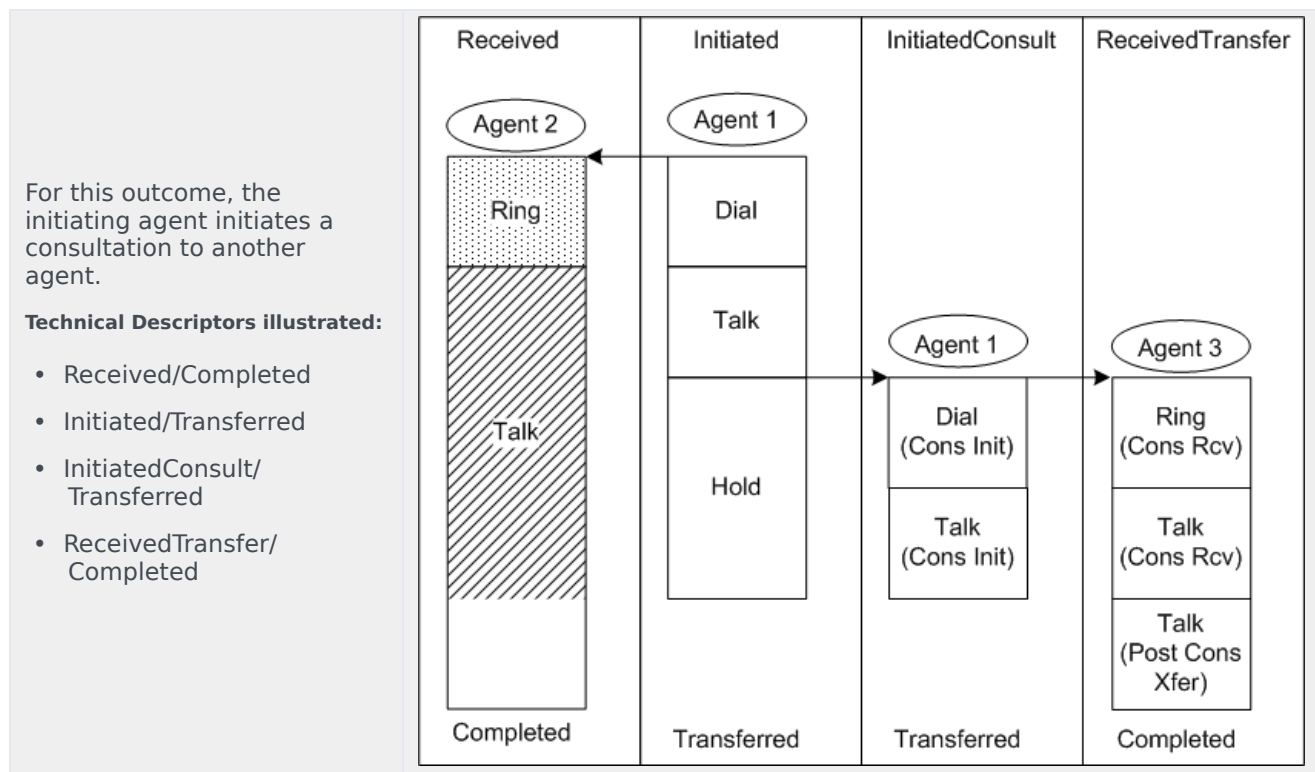 For this outcome, the
initiating agent initiates a
consultation to another
agent.
Technical Descriptors illustrated:
• Received/Completed
• Initiated/Transferred
• InitiatedConsult/
Transferred
• ReceivedTransfer/
Completed
Received
Initiated
InitiatedConsult
ReceivedTransfer
Agent 2
Agent 1
Ring
Dial
Talk
Agent 1
Agent 3
Talk
Hold
Dial
(Cons Init)
Ring
(Cons Rcv)
Talk
(Cons Init)
Talk
(Cons Rcv)
Talk
(Post Cons
Xfer)
Completed
Transferred
Transferred
Completed